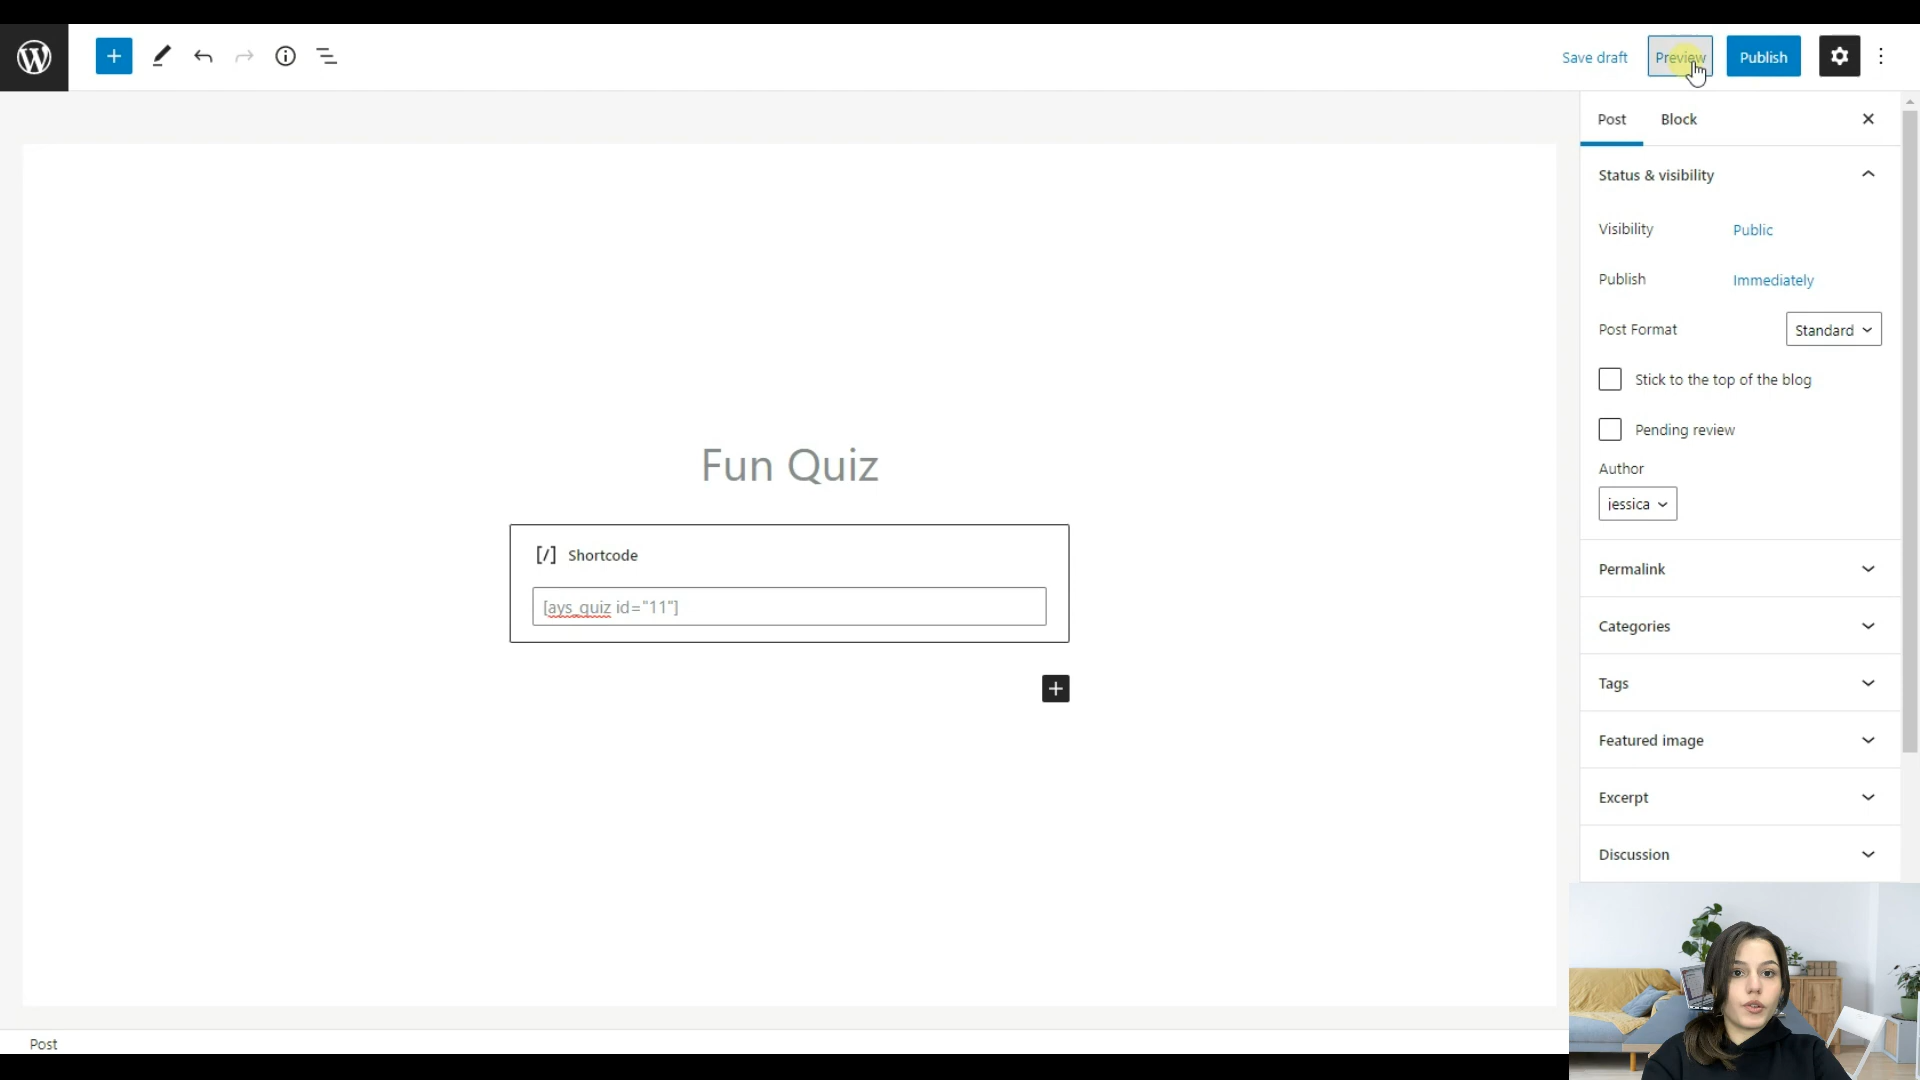 Save draft
Preview
Publish
Post
Block
Status & visibility
Visibility
Public
Publish
Immediately
Post Format
Standard
Stick to the top of the blog
Pending review
Author
jessica
Permalink
Categories
Tags
Featured image
Excerpt
Discussion
Fun Quiz
[/] Shortcode
[ays_quiz id="11"]
Post